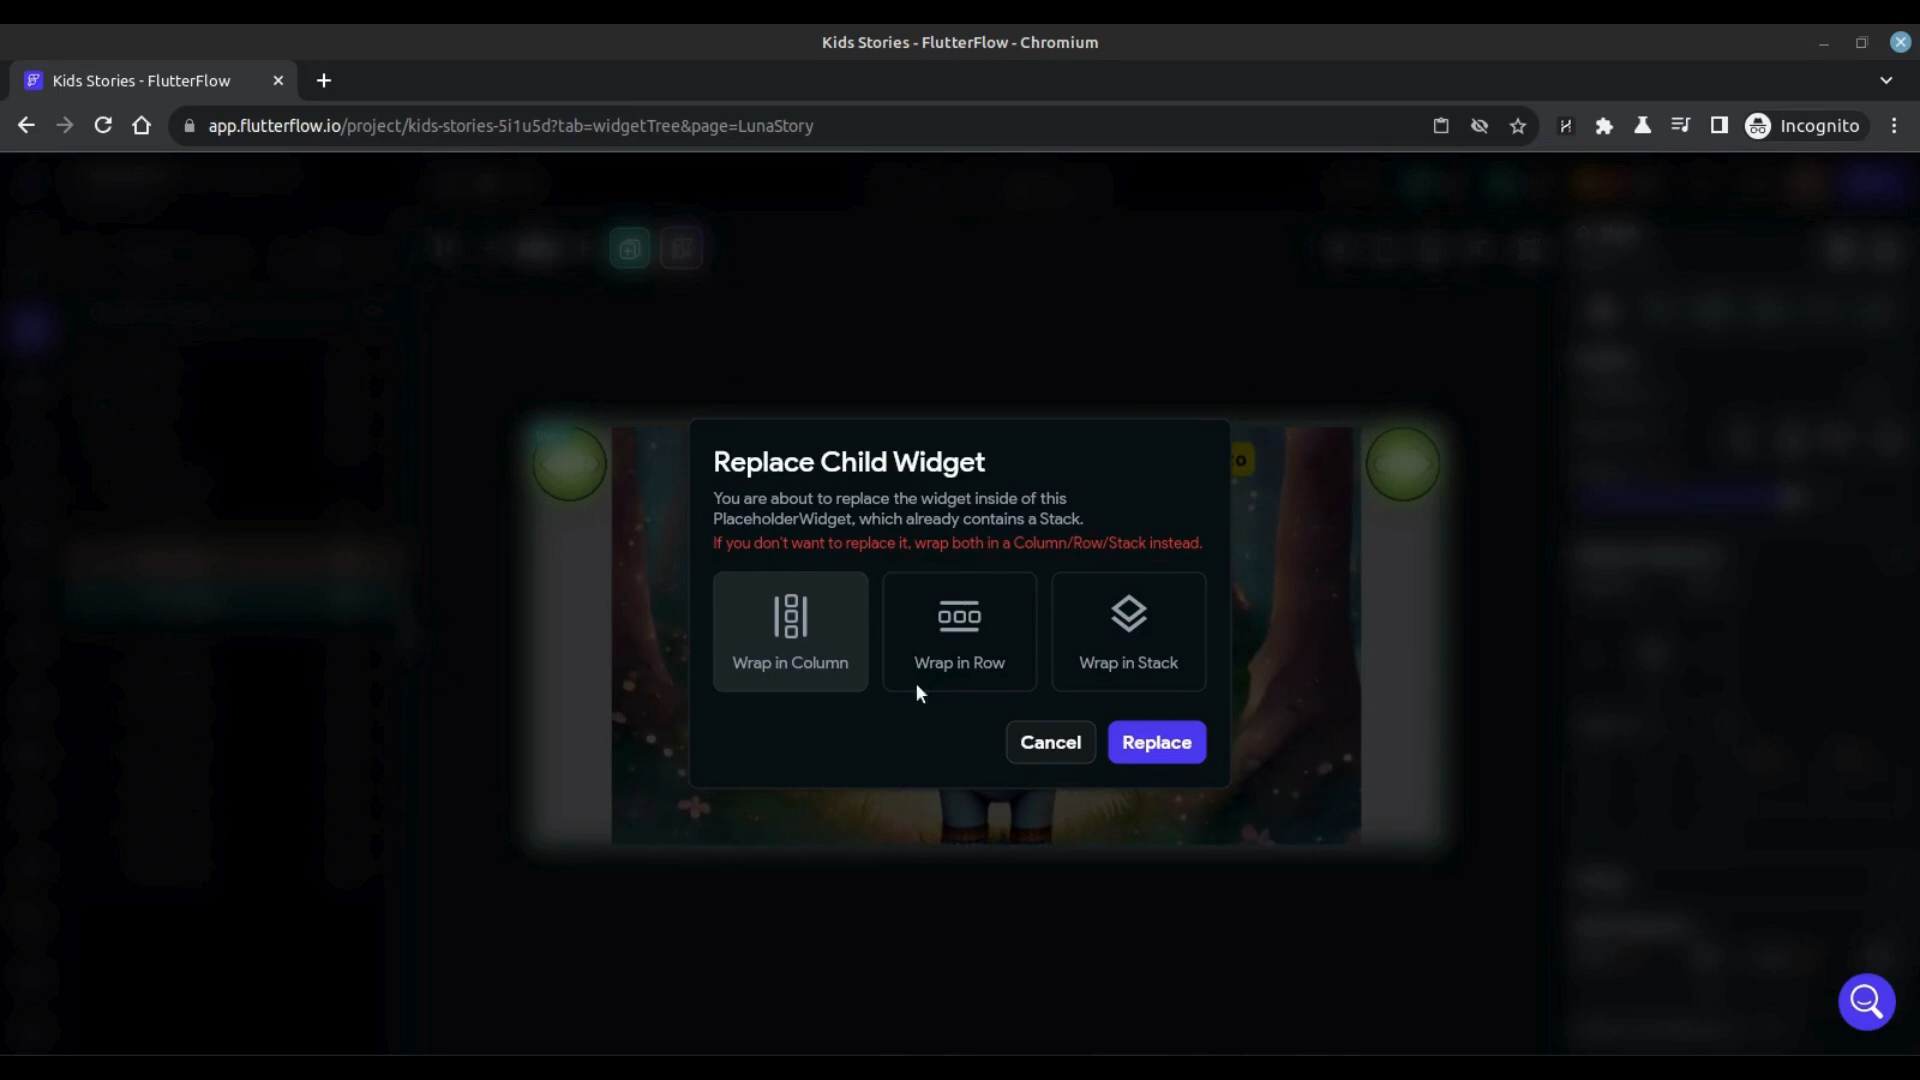 Kids Stories - FlutterFlow - Chromium
Kids Stories - FlutterFlow
app.flutterflow.io/project/kids-stories-5i1u5d?tab=widgetTree&page=LunaStory
Incognito
Replace Child Widget
You are about to replace the widget inside of this
PlaceholderWidget, which already contains a Stack.
If you don't want to replace it, wrap both in a Column/Row/Stack instead.
Wrap in Column
Wrap in Row
Wrap in Stack
Cancel
Replace